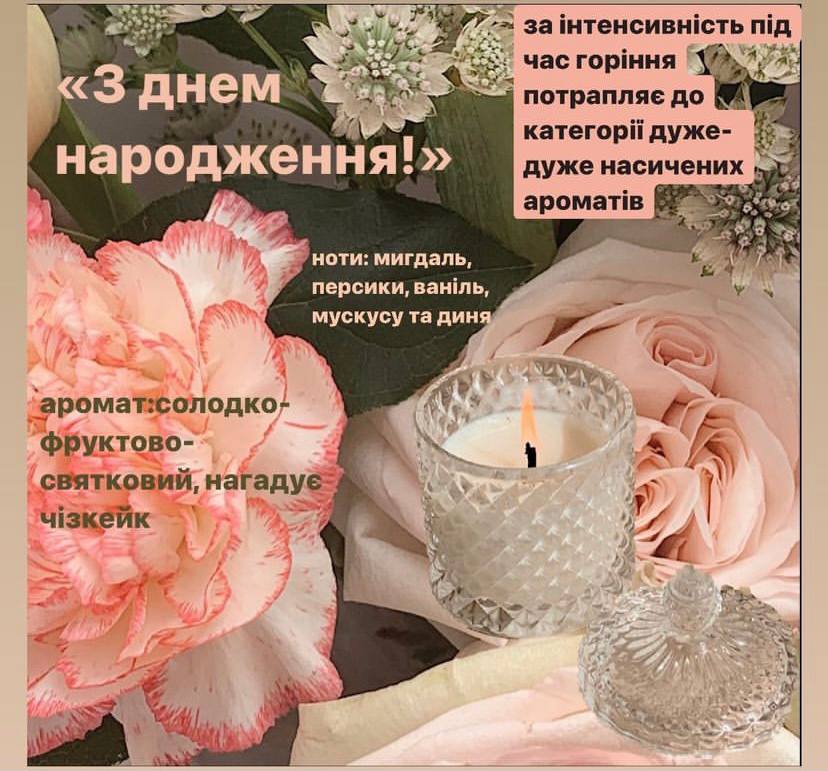 «З днем
народження!»
за інтенсивність під
час горіння
потрапляє до
категорії дуже-
дуже насичених
ароматів
ноти: мигдаль,
персики, ваніль,
мускусу та диня
аромат:солодко-
фруктово-
святковий, нагадує
чізкейк